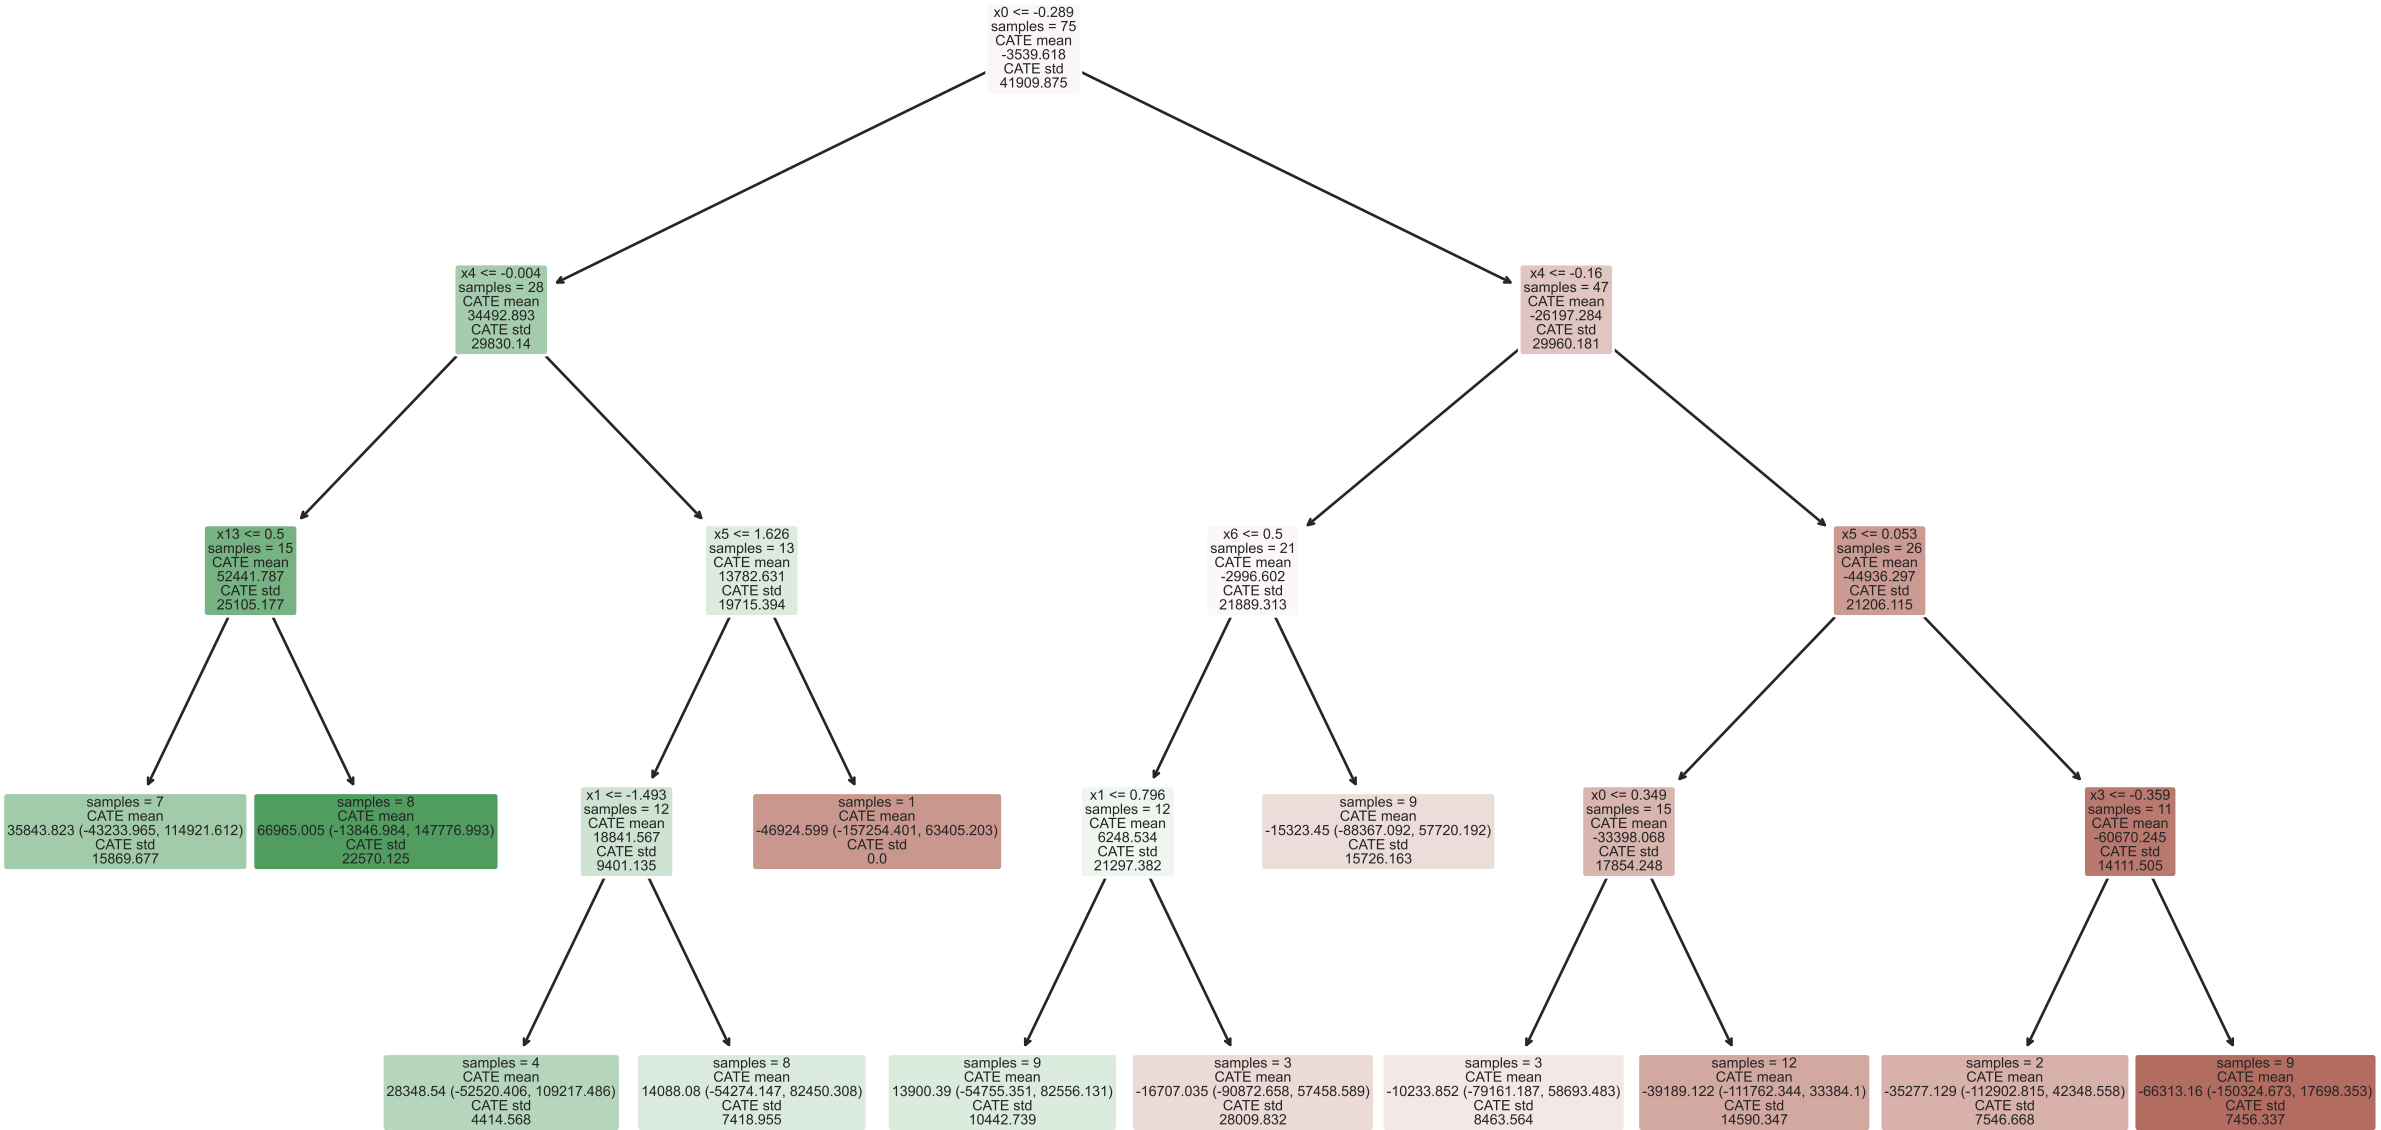 x0 <= -0.289
samples = 75
CATE mean
-3539.618
CATE std
41909.875
x4 <= -0.004
samples = 28
CATE mean
34492.893
CATE std
29830.14
x4 <= -0.16
samples = 47
CATE mean
-26197.284
CATE std
29960.181
x13 <= 0.5
samples = 15
CATE mean
52441.787
CATE std
25105.177
x5 <= 1.626
samples = 13
CATE mean
13782.631
CATE std
19715.394
x6 <= 0.5
samples = 21
CATE mean
-2996.602
CATE std
21889.313
x5 <= 0.053
samples = 26
CATE mean
-44936.297
CATE std
21206.115
samples = 7
CATE mean
35843.823 (-43233.965, 114921.612)
CATE std
15869.677
samples = 8
CATE mean
66965.005 (-13846.984, 147776.993)
CATE std
22570.125
x1 <= -1.493
samples = 12
CATE mean
18841.567
CATE std
9401.135
samples = 1
CATE mean
-46924.599 (-157254.401, 63405.203)
CATE std
0.0
x1 <= 0.796
samples = 12
CATE mean
6248.534
CATE std
21297.382
samples = 9
CATE mean
-15323.45 (-88367.092, 57720.192)
CATE std
15726.163
x0 <= 0.349
samples = 15
CATE mean
-33398.068
CATE std
17854.248
x3 <= -0.359
samples = 11
CATE mean
-60670.245
CATE std
14111.505
samples = 4
CATE mean
28348.54 (-52520.406, 109217.486)
CATE std
4414.568
samples = 8
CATE mean
14088.08 (-54274.147, 82450.308)
CATE std
7418.955
samples = 9
CATE mean
13900.39 (-54755.351, 82556.131)
CATE std
10442.739
samples = 3
CATE mean
-16707.035 (-90872.658, 57458.589)
CATE std
28009.832
samples = 3
CATE mean
-10233.852 (-79161.187, 58693.483)
CATE std
8463.564
samples = 12
CATE mean
-39189.122 (-111762.344, 33384.1)
CATE std
14590.347
samples = 2
CATE mean
-35277.129 (-112902.815, 42348.558)
CATE std
7546.668
samples = 9
CATE mean
-66313.16 (-150324.673, 17698.353)
CATE std
7456.337